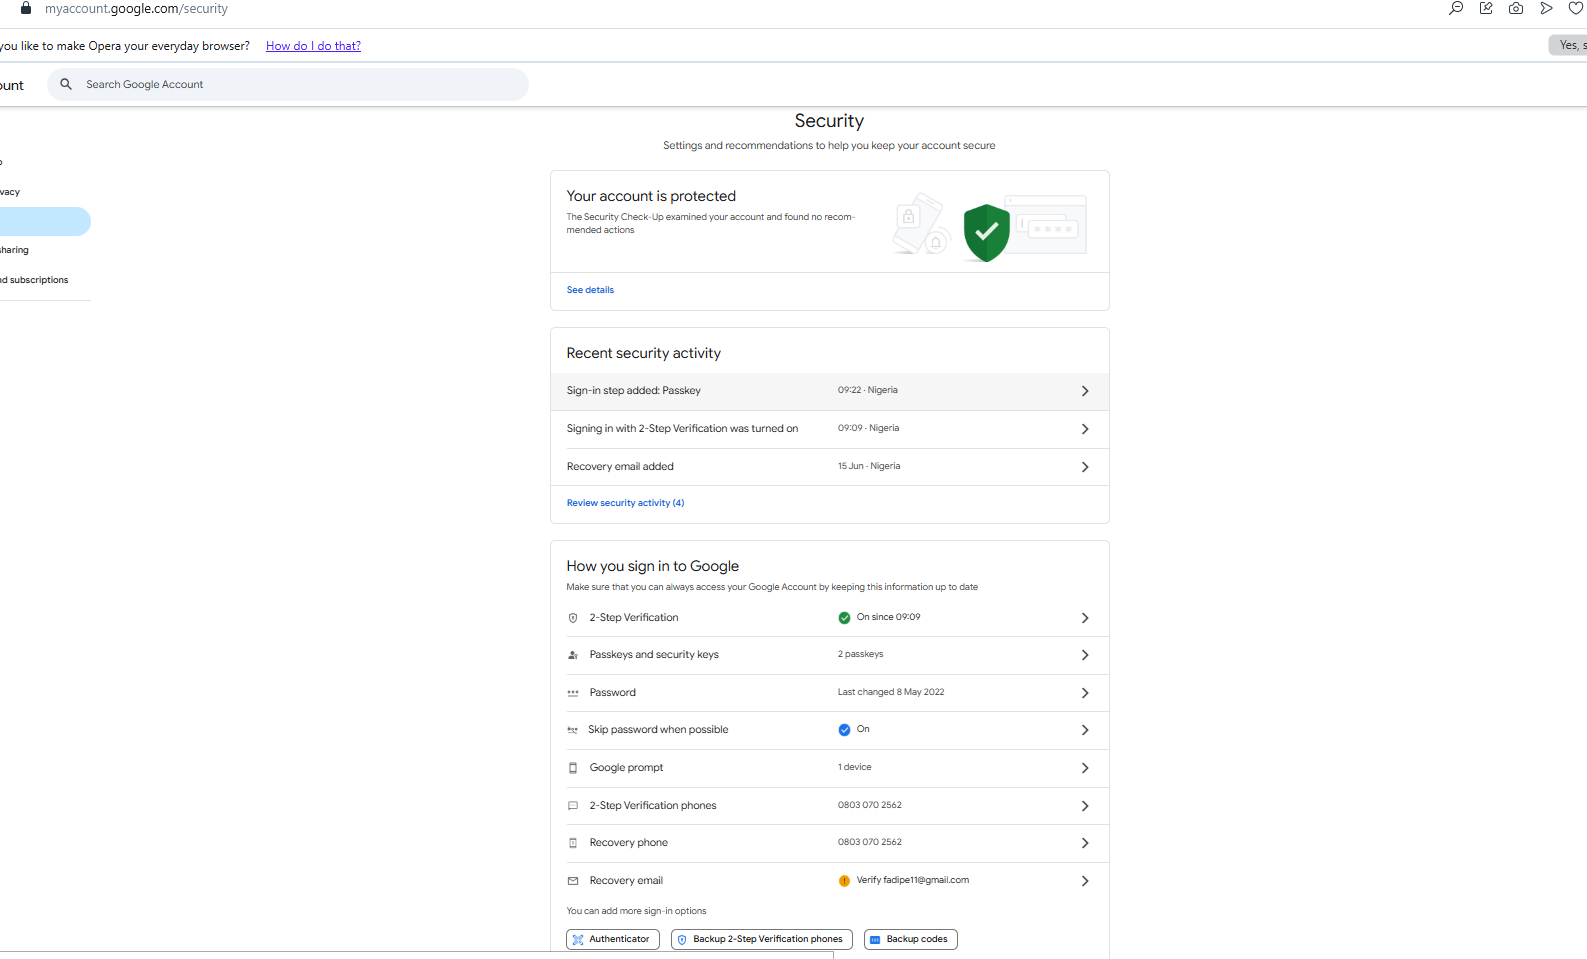 myaccount.google.com/security
you like to make Opera your everyday browser? How do I do that?
Yes, s
ount
Search Google Account
Security
Settings and recommendations to help you keep your account secure
vacy
sharing
nd subscriptions
Your account is protected
The Security Check-Up examined your account and found no recom-
mended actions
See details
Recent security activity
Sign-in step added: Passkey 09:22 · Nigeria
Signing in with 2-Step Verification was turned on 09:09 · Nigeria
Recovery email added 15 Jun · Nigeria
Review security activity (4)
How you sign in to Google
Make sure that you can always access your Google Account by keeping this information up to date
2-Step Verification On since 09:09
Passkeys and security keys 2 passkeys
Password Last changed 8 May 2022
Skip password when possible On
Google prompt 1 device
2-Step Verification phones 0803 070 2562
Recovery phone 0803 070 2562
Recovery email Verify fadipe11@gmail.com
You can add more sign-in options
Authenticator Backup 2-Step Verification phones Backup codes